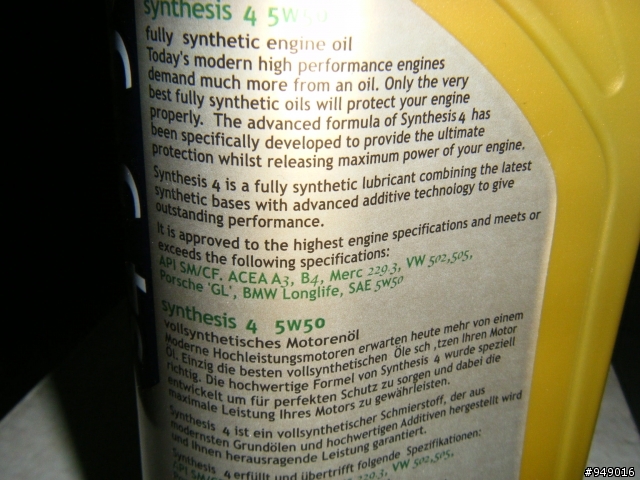 synthesis 4 5W50
fully synthetic engine oil
Today's modern high performance engines
demand much more from an oil. Only the very
best fully synthetic oils will protect your engine
properly. The advanced formula of Synthesis 4 has
been specifically developed to provide the ultimate
protection whilst releasing maximum power of your engine.
Synthesis 4 is a fully synthetic lubricant combining the latest
synthetic bases with advanced additive technology to give
outstanding performance.
It is approved to the highest engine specifications and meets or
exceeds the following specifications:
API SM/CF. ACEA A3, B4, Merc 229.3, VW 502,505,
Porsche 'GL', BMW Longlife, SAE 5W50
synthesis 4 5W50
vollsynthetisches Motorenöl
Moderne Hochleistungsmotoren erwarten heute mehr von einem
Öl. Einzig die besten vollsynthetischen Öle sch ,tzen Ihren Motor
richtig. Die hochwertige Formel von Synthesis 4 wurde speziell
entwickelt um für perfekten Schutz zu sorgen und dabei die
maximale Leistung Ihres Motors zu gewährleisten.
Synthesis 4 ist ein vollsynthetischer Schmierstoff, der aus
modernsten Grundölen und hochwertigen Additiven hergestellt wird
und Ihnen herausragende Leistung garantiert.
Synthesis 4 erfüllt und übertrifft folgende Spezifikationen:
API SM/CF. 229.3, VW 502,505,
#949016